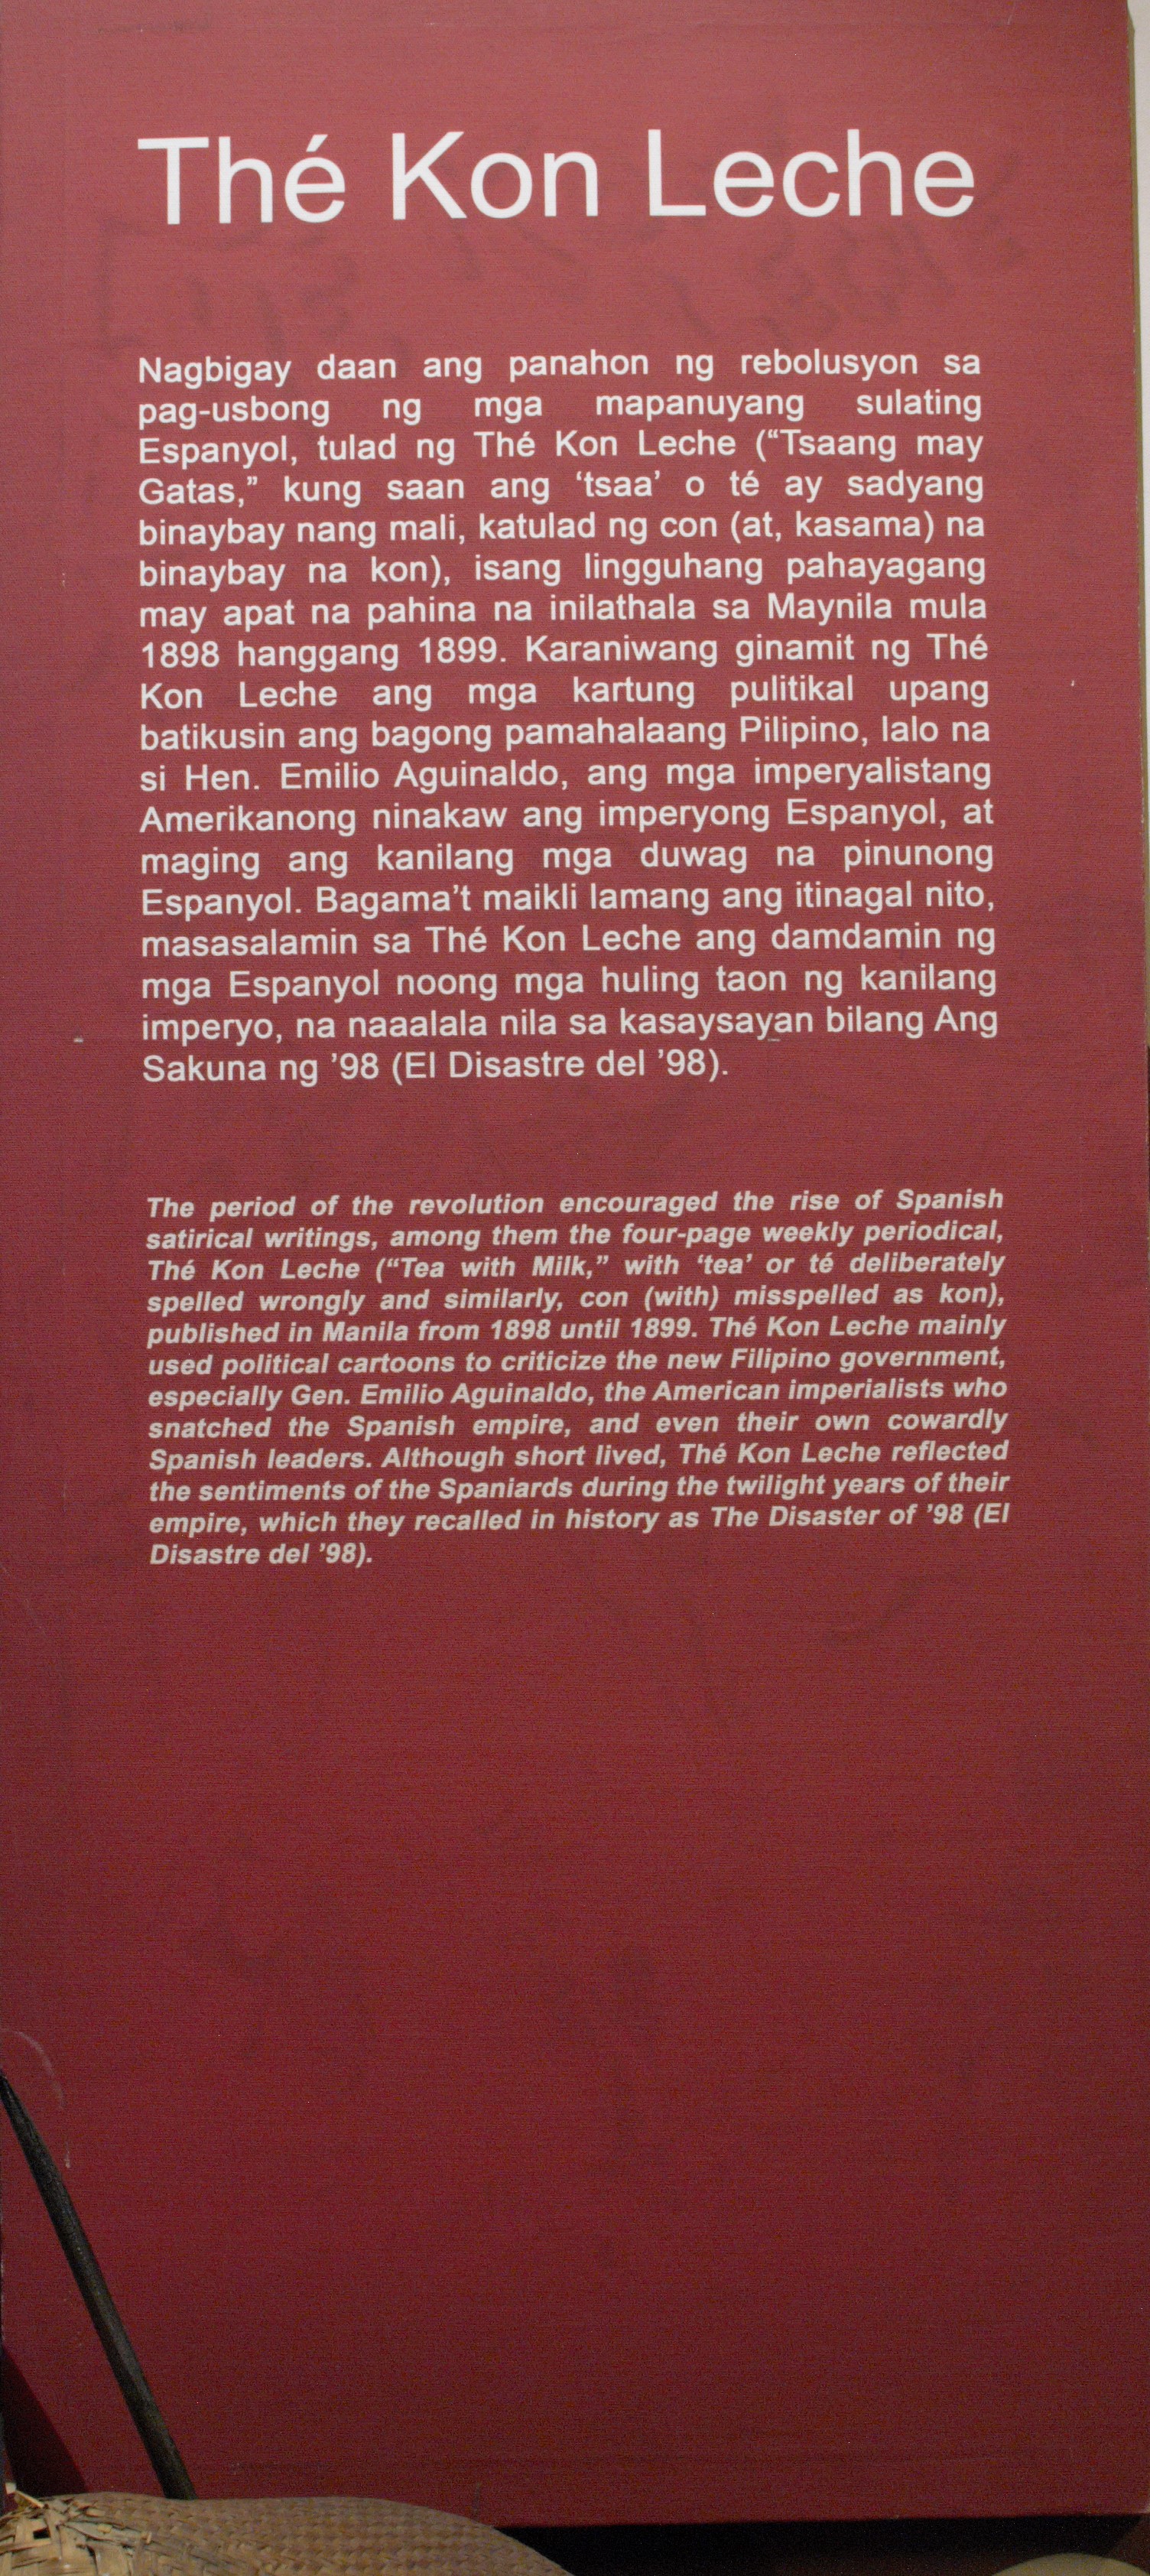 Thé Kon Leche
Nagbigay daan ang panahon ng rebolusyon sa
pag-usbong ng mga mapanuyang sulating
Espanyol, tulad ng Thé Kon Leche (“Tsaang may
Gatas,” kung saan ang ‘tsaa’ o té ay sadyang
binaybay nang mali, katulad ng con (at, kasama) na
binaybay na kon), isang lingguhang pahayagang
may apat na pahina na inilathala sa Maynila mula
1898 hanggang 1899. Karaniwang ginamit ng Thé
Kon Leche ang mga kartung pulitikal upang
batikusin ang bagong pamahalaang Pilipino, lalo na
si Hen. Emilio Aguinaldo, ang mga imperyalistang
Amerikanong ninakaw ang imperyong Espanyol, at
maging ang kanilang mga duwag na pinunong
Espanyol. Bagama’t maikli lamang ang itinagal nito,
masasalamin sa Thé Kon Leche ang damdamin ng
mga Espanyol noong mga huling taon ng kanilang
imperyo, na naaalala nila sa kasaysayan bilang Ang
Sakuna ng ’98 (El Disastre del ’98).
The period of the revolution encouraged the rise of Spanish
satirical writings, among them the four-page weekly periodical,
Thé Kon Leche (“Tea with Milk,” with ‘tea’ or té deliberately
spelled wrongly and similarly, con (with) misspelled as kon),
published in Manila from 1898 until 1899. Thé Kon Leche mainly
used political cartoons to criticize the new Filipino government,
especially Gen. Emilio Aguinaldo, the American imperialists who
snatched the Spanish empire, and even their own cowardly
Spanish leaders. Although short lived, Thé Kon Leche reflected
the sentiments of the Spaniards during the twilight years of their
empire, which they recalled in history as The Disaster of ’98 (El
Disastre del ’98).